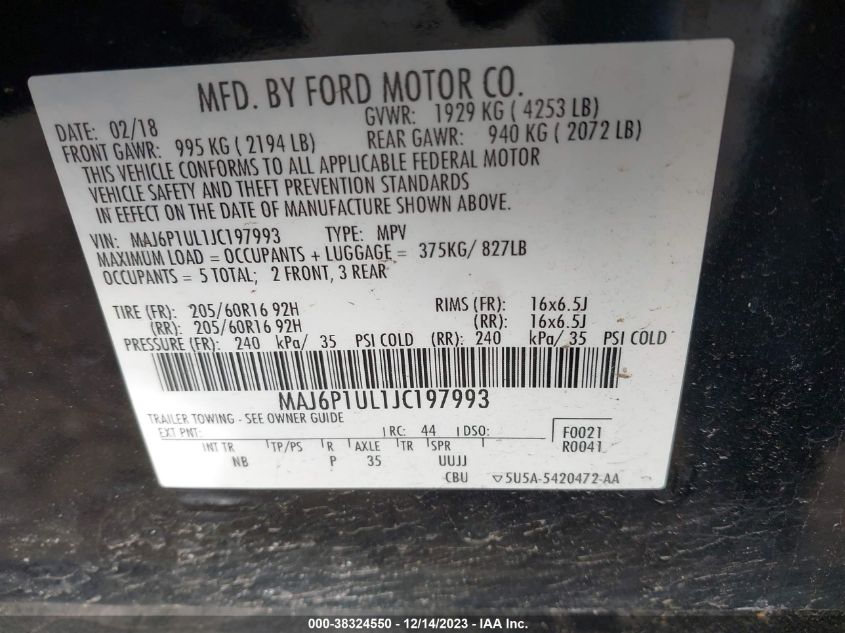 MFD. BY FORD MOTOR CO.
DATE: 02/18 GVWR: 1929 KG ( 4253 LB)
FRONT GAWR: 995 KG ( 2194 LB) REAR GAWR: 940 KG ( 2072 LB)
THIS VEHICLE CONFORMS TO ALL APPLICABLE FEDERAL MOTOR
VEHICLE SAFETY AND THEFT PREVENTION STANDARDS
IN EFFECT ON THE DATE OF MANUFACTURE SHOWN ABOVE.
VIN: MAJ6P1UL1JC197993 TYPE: MPV
MAXIMUM LOAD = OCCUPANTS + LUGGAGE = 375KG/ 827LB
OCCUPANTS = 5 TOTAL; 2 FRONT, 3 REAR
TIRE (FR): 205/60R16 92H RIMS (FR): 16x6.5J
(RR): 205/60R16 92H (RR): 16x6.5J
PRESSURE (FR): 240 kPa/ 35 PSI COLD (RR): 240 kPa/ 35 PSI COLD
MAJ6P1UL1JC197993
TRAILER TOWING - SEE OWNER GUIDE
EXT PNT: RC: 44 DSO: F0021
INT TR TP/PS R AXLE TR SPR R0041
NB P 35 UUJJ
CBU ▽5U5A-5420472-AA
000-38324550 - 12/14/2023 - IAA Inc.